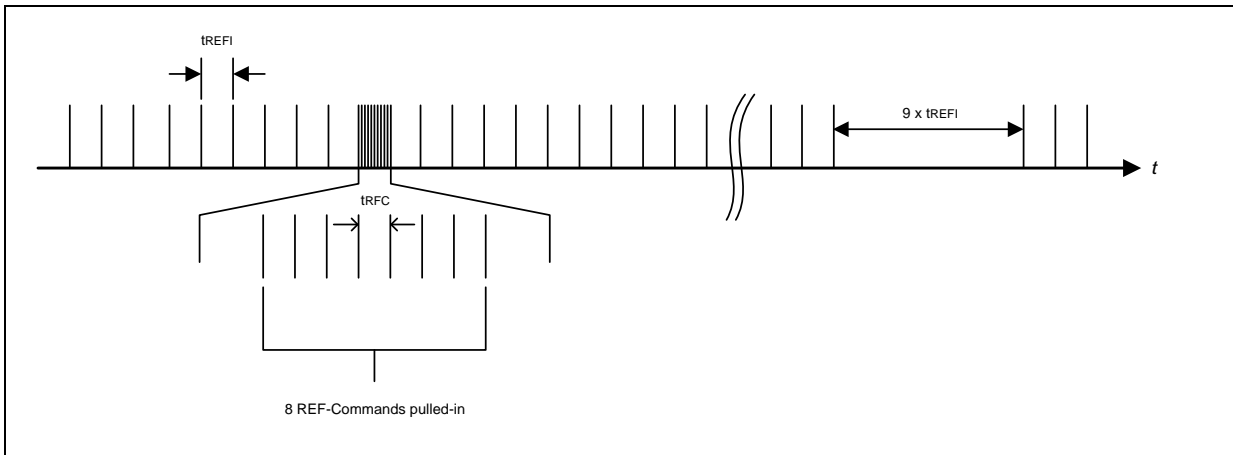 tREFI
9 x tREFI
t
tRFC
8 REF-Commands pulled-in